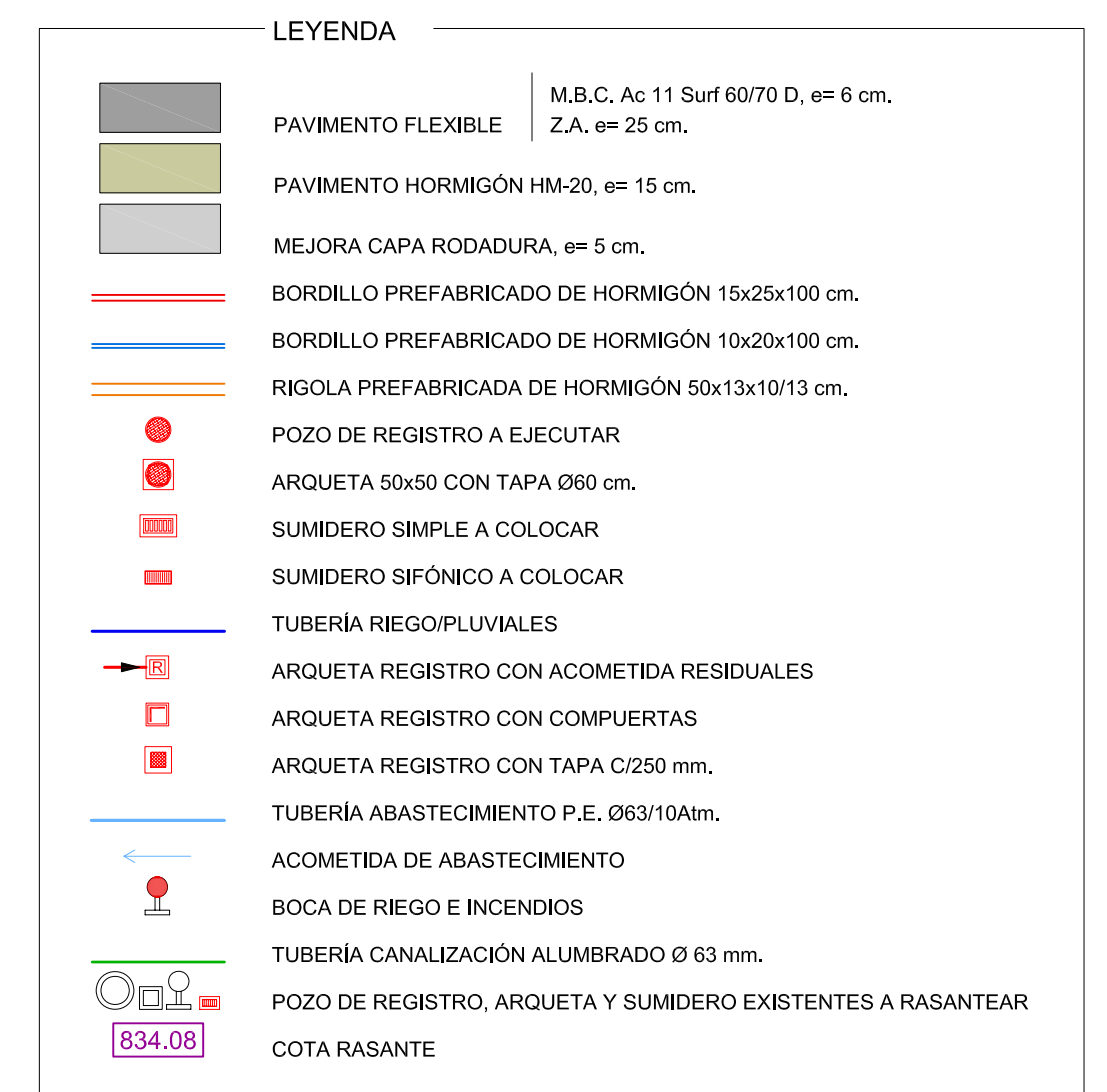 LEYENDA
M.B.C. Ac 11 Surf 60/70 D, e= 6 cm.
PAVIMENTO FLEXIBLE Z.A. e= 25 cm.
PAVIMENTO HORMIGÓN HM-20, e= 15 cm.
MEJORA CAPA RODADURA, e= 5 cm.
BORDILLO PREFABRICADO DE HORMIGÓN 15x25x100 cm.
BORDILLO PREFABRICADO DE HORMIGÓN 10x20x100 cm.
RIGOLA PREFABRICADA DE HORMIGÓN 50x13x10/13 cm.
POZO DE REGISTRO A EJECUTAR
ARQUETA 50x50 CON TAPA Ø60 cm.
SUMIDERO SIMPLE A COLOCAR
SUMIDERO SIFÓNICO A COLOCAR
TUBERÍA RIEGO/PLUVIALES
R ARQUETA REGISTRO CON ACOMETIDA RESIDUALES
ARQUETA REGISTRO CON COMPUERTAS
ARQUETA REGISTRO CON TAPA C/250 mm.
TUBERÍA ABASTECIMIENTO P.E. Ø63/10Atm.
ACOMETIDA DE ABASTECIMIENTO
BOCA DE RIEGO E INCENDIOS
TUBERÍA CANALIZACIÓN ALUMBRADO Ø 63 mm.
POZO DE REGISTRO, ARQUETA Y SUMIDERO EXISTENTES A RASANTEAR
834.08 COTA RASANTE